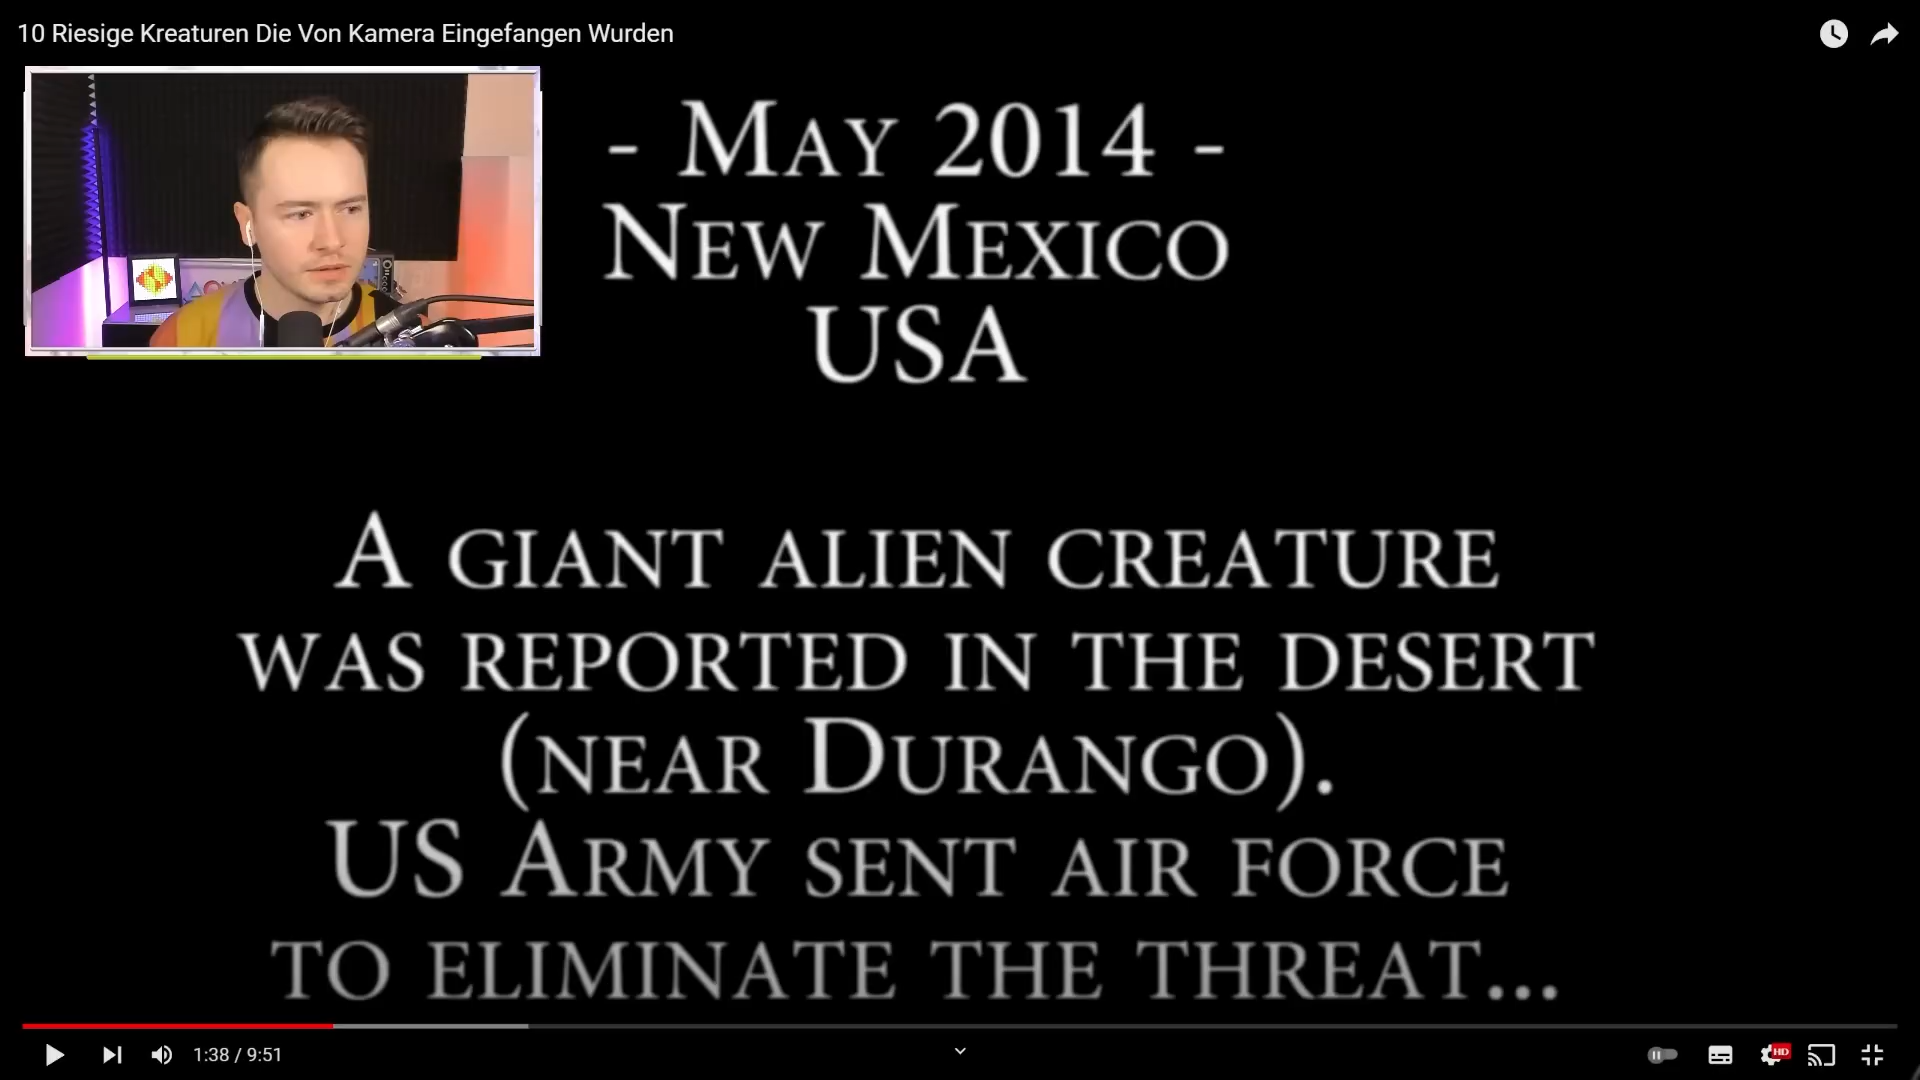 10 Riesige Kreaturen Die Von Kamera Eingefangen Wurden
- May 2014 -
New Mexico
USA
A giant alien creature
was reported in the desert
(near Durango).
US Army sent air force
to eliminate the threat...
1:38 / 9:51
HD